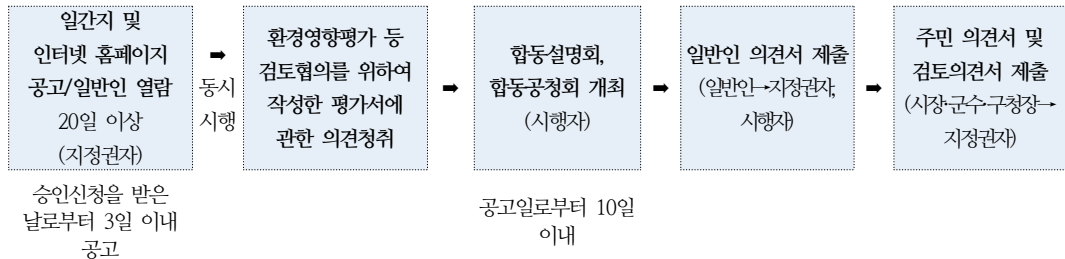 일간지 및
인터넷 홈페이지
공고/일반인 열람
20일 이상
(지정권자)
승인신청을 받은
날로부터 3일 이내
공고
➡
동시
시행
환경영향평가 등
검토협의를 위하여
작성한 평가서에
관한 의견청취
➡
합동설명회,
합동공청회 개최
(시행자)
공고일로부터 10일
이내
➡
일반인 의견서 제출
(일반인→지정권자,
시행자)
➡
주민 의견서 및
검토의견서 제출
(시장·군수·구청장→
지정권자)